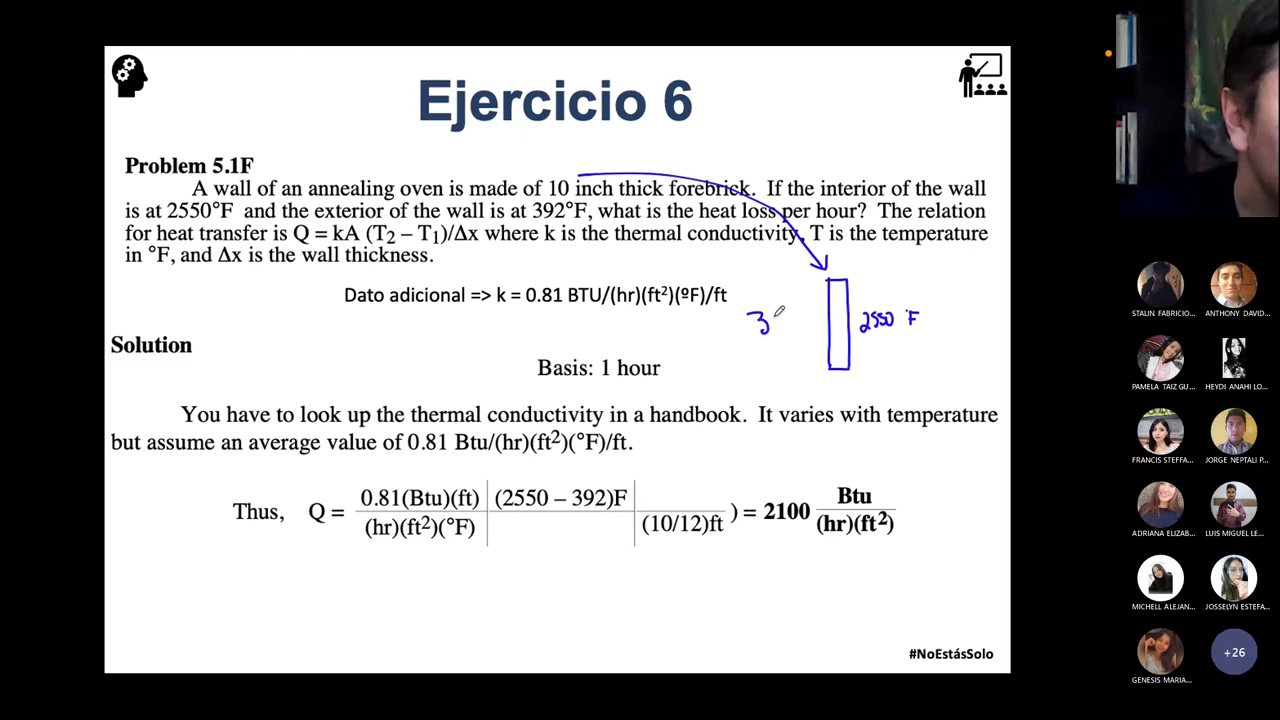 Ejercicio 6
Problem 5.1F
A wall of an annealing oven is made of 10 inch thick forebrick. If the interior of the wall
is at 2550°F and the exterior of the wall is at 392°F, what is the heat loss per hour? The relation
for heat transfer is Q = kA (T2 – T1)/Δx where k is the thermal conductivity, T is the temperature
in °F, and Δx is the wall thickness.
Dato adicional => k = 0.81 BTU/(hr)(ft²)(ºF)/ft
3
2550 °F
Solution
Basis: 1 hour
You have to look up the thermal conductivity in a handbook. It varies with temperature
but assume an average value of 0.81 Btu/(hr)(ft²)(°F)/ft.
Thus, Q = 0.81(Btu)(ft) (2550 – 392)F
(hr)(ft²)(°F) (10/12)ft ) = 2100 Btu
(hr)(ft²)
#NoEstásSolo
STALIN FABRICIO... ANTHONY DAVID...
PAMELA TAIZ GU... HEYDI ANAHI LO...
FRANCIS STEFFA... JORGE NEPTALI P...
ADRIANA ELIZAB... LUIS MIGUEL LE...
MICHELL ALEJAN... JOSSELYN ESTEFA...
GENESIS MARIA... +26